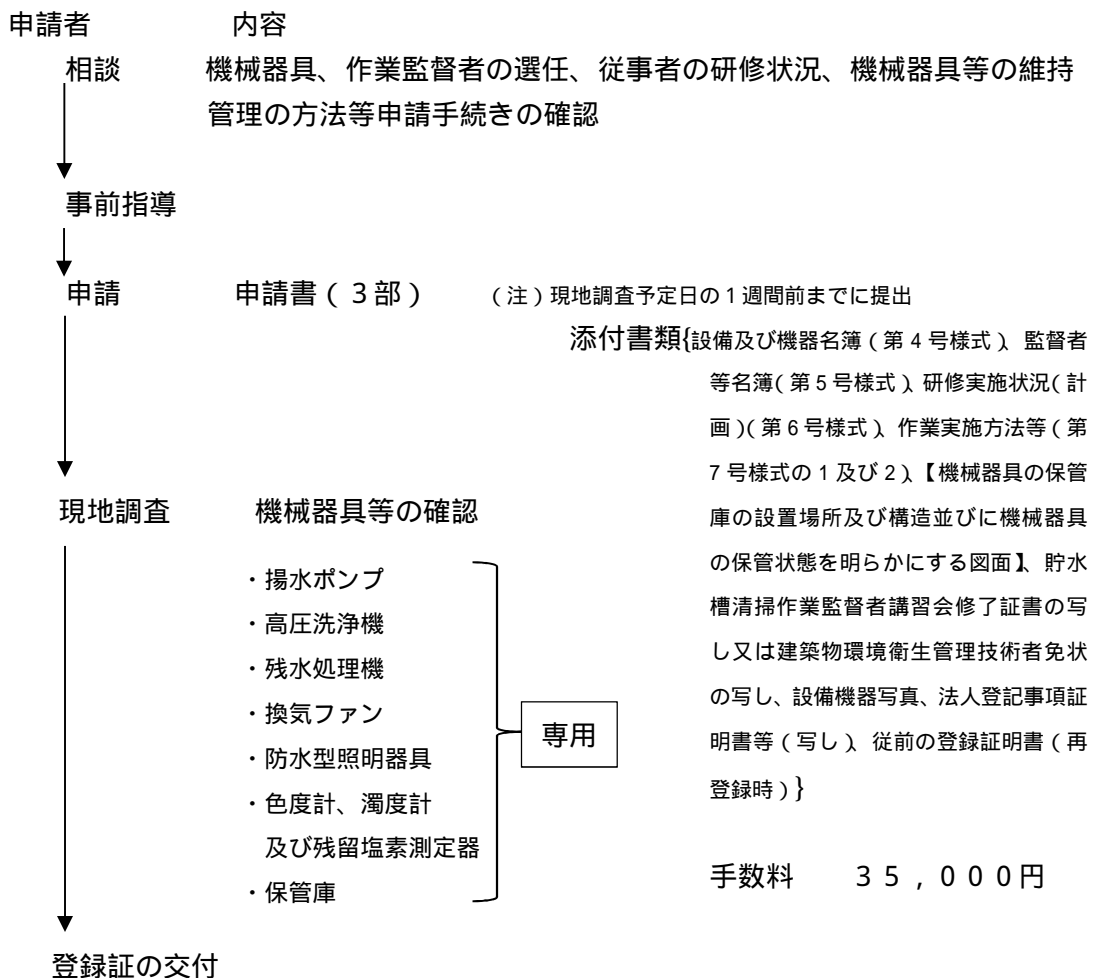 申請者 内容
相談 機械器具、作業監督者の選任、従事者の研修状況、機械器具等の維持
管理の方法等申請手続きの確認
事前指導
申請 申請書(3部) (注)現地調査予定日の1週間前までに提出
添付書類{設備及び機器名簿(第4号様式)、監督者
等名簿(第5号様式)、研修実施状況(計
画)(第6号様式)、作業実施方法等(第
7号様式の1及び2)、【機械器具の保管
庫の設置場所及び構造並びに機械器具
の保管状態を明らかにする図面】、貯水
槽清掃作業監督者講習会修了証書の写
し又は建築物環境衛生管理技術者免状
の写し、設備機器写真、法人登記事項証
明書等(写し)、従前の登録証明書(再
登録時)}
現地調査 機械器具等の確認
・揚水ポンプ
・高圧洗浄機
・残水処理機
・換気ファン
・防水型照明器具
・色度計、濁度計
及び残留塩素測定器
・保管庫
専用
手数料 35,000円
登録証の交付